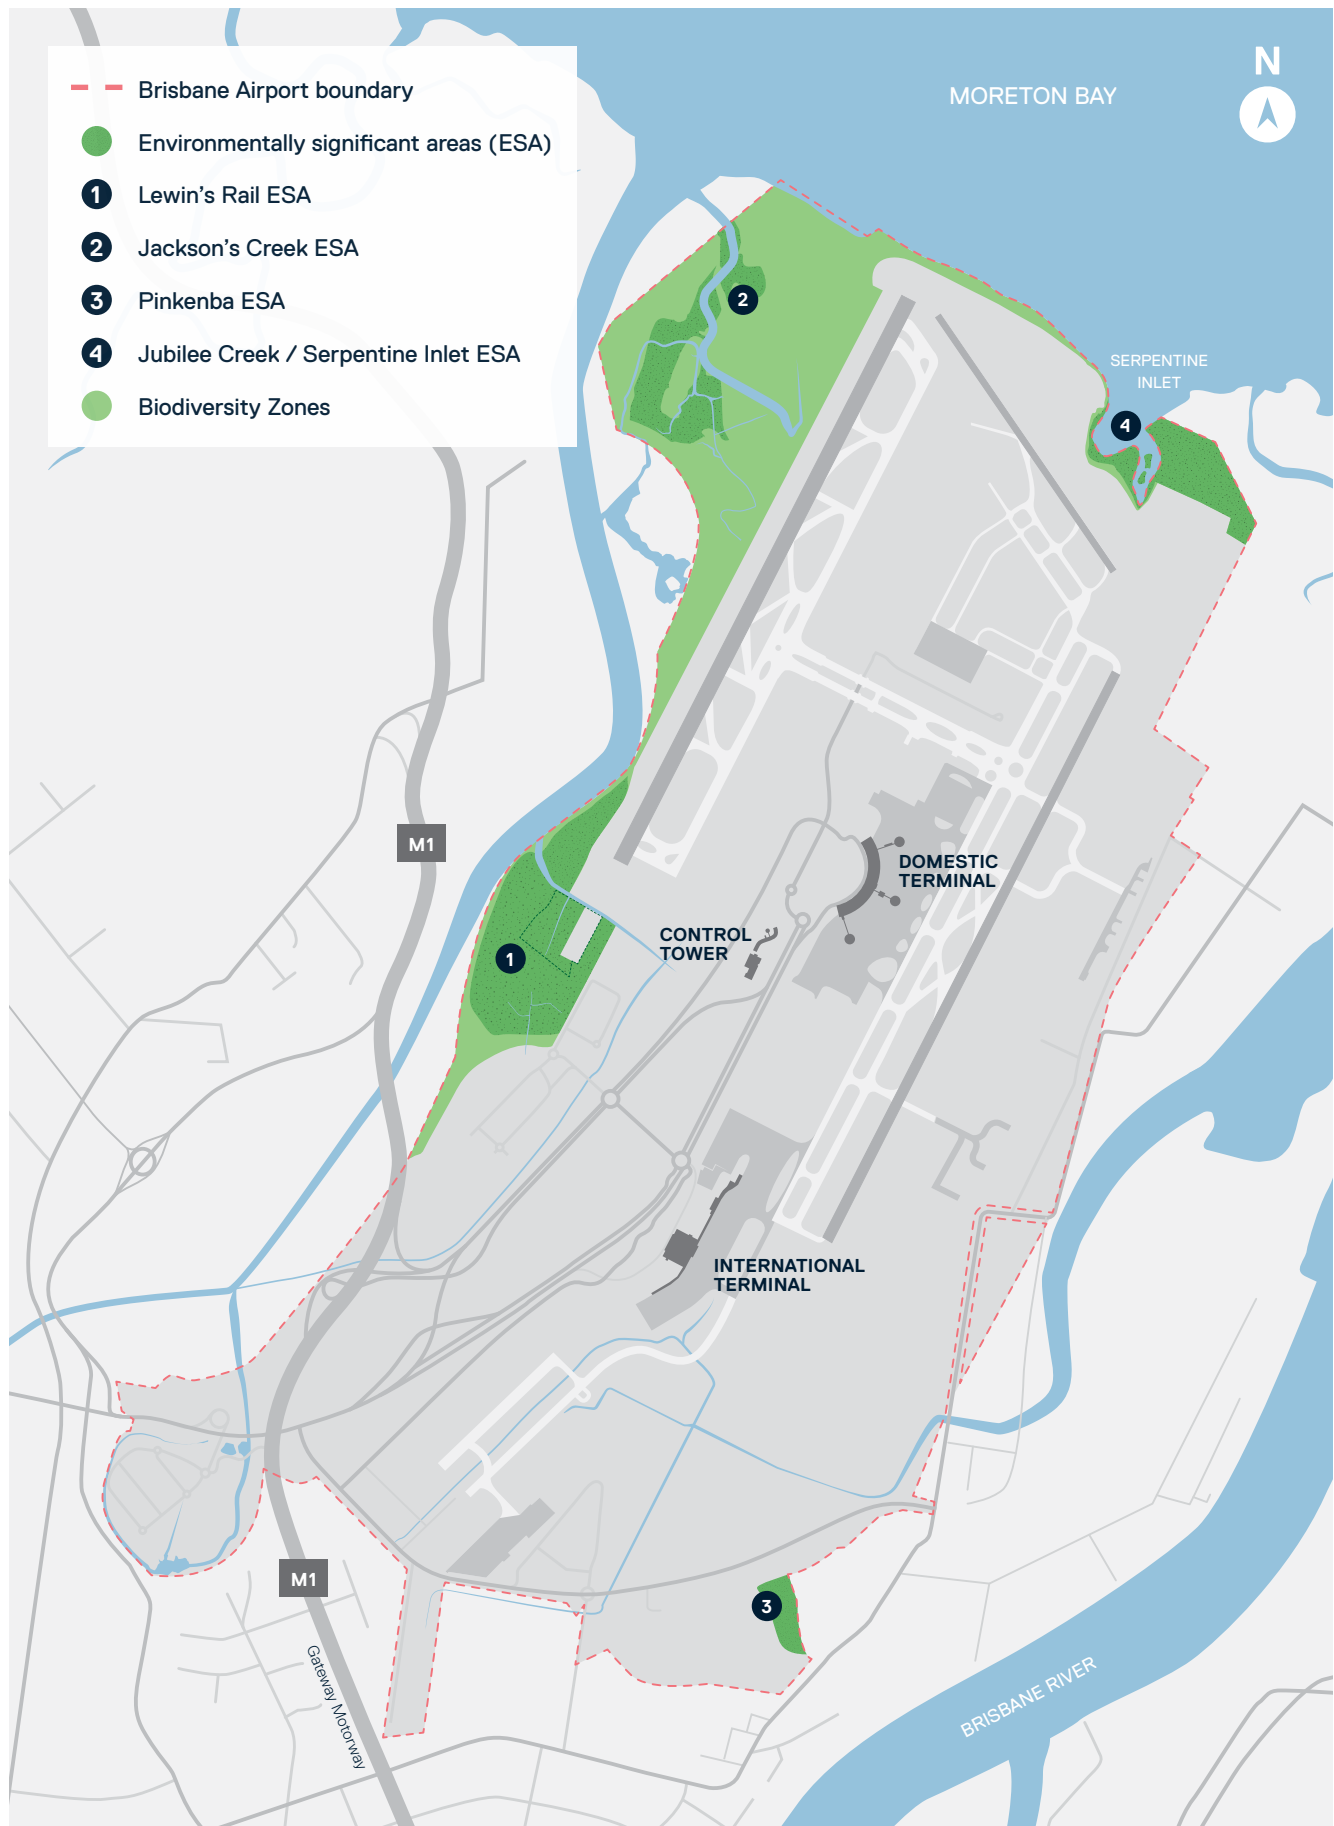 Brisbane Airport boundary
Environmentally significant areas (ESA)
1 Lewin's Rail ESA
2 Jackson's Creek ESA
3 Pinkenba ESA
4 Jubilee Creek / Serpentine Inlet ESA
Biodiversity Zones
MORETON BAY
N
2
SERPENTINE
INLET
4
M1
DOMESTIC
TERMINAL
CONTROL
TOWER
1
INTERNATIONAL
TERMINAL
M1
3
Gateway Motorway
BRISBANE RIVER